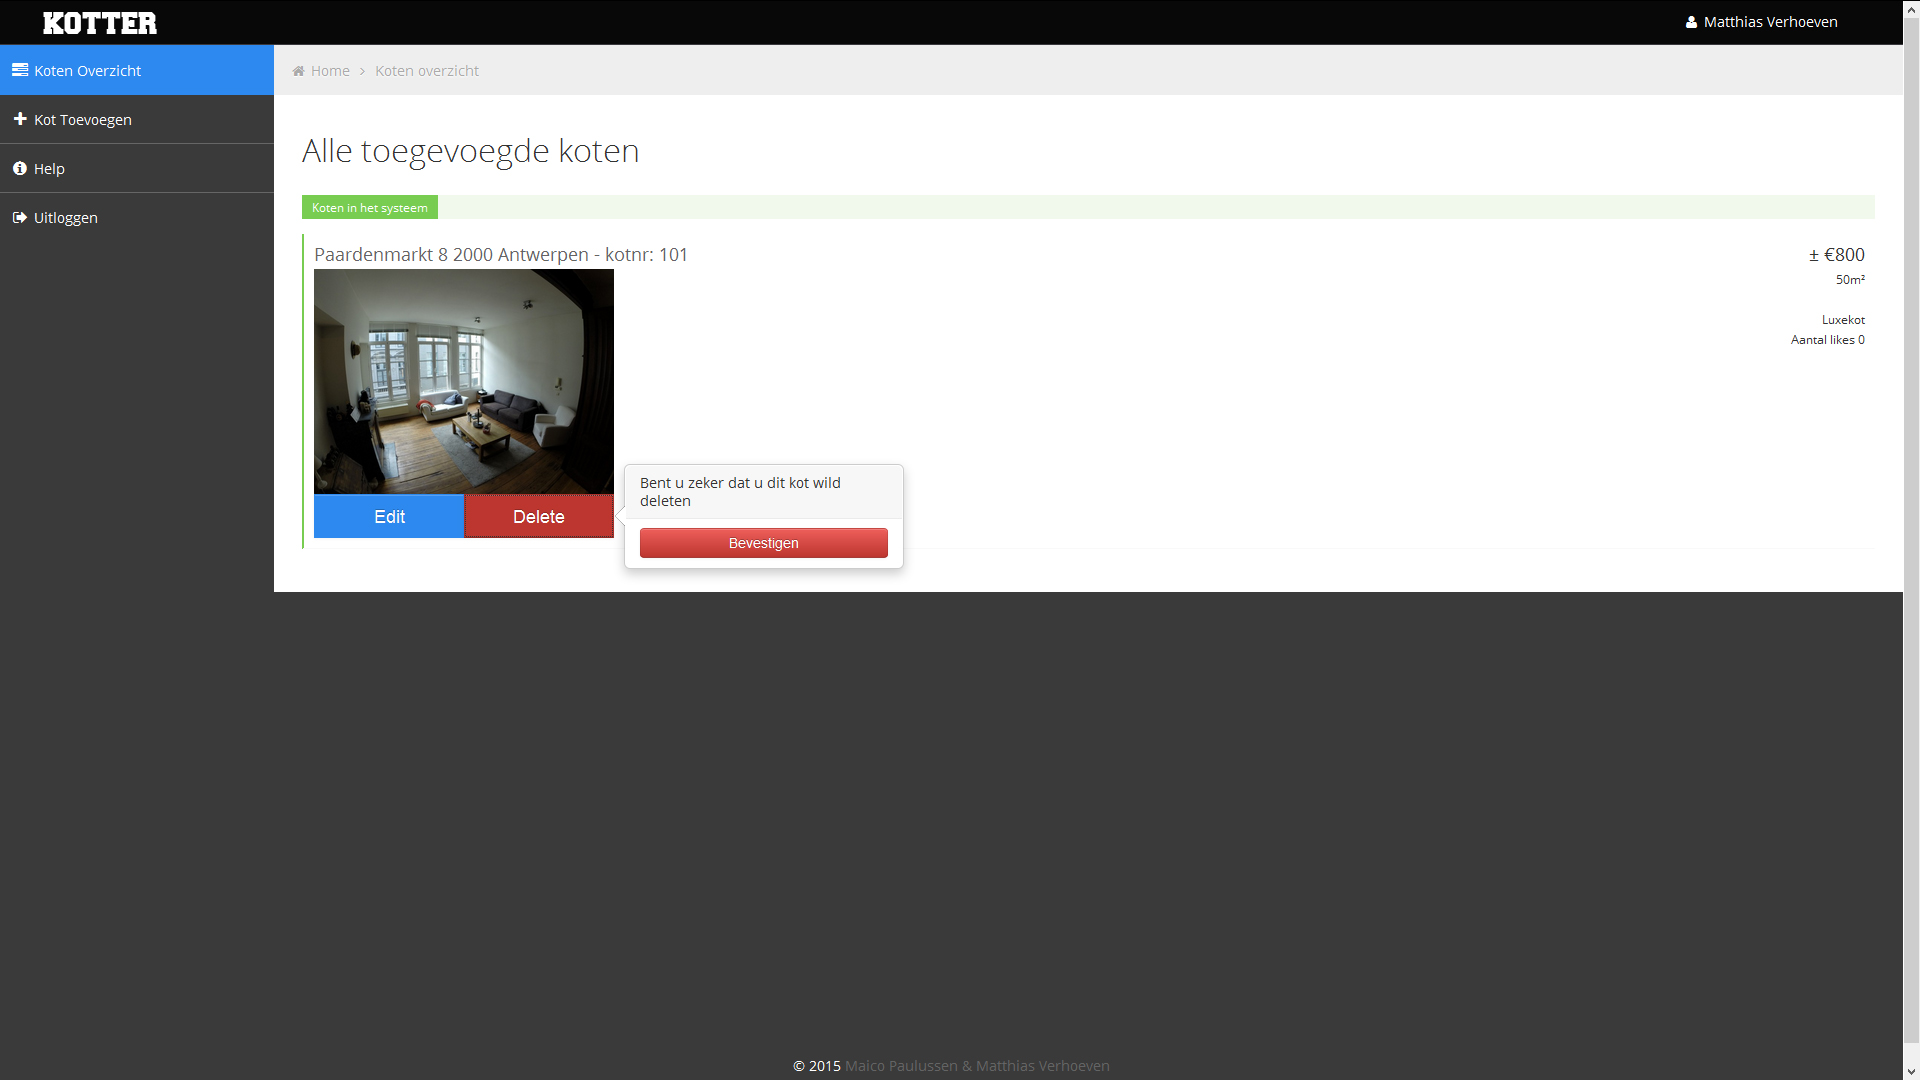 KOTTER
Matthias Verhoeven
Koten Overzicht
Kot Toevoegen
Help
Uitloggen
Home > Koten overzicht
Alle toegevoegde koten
Koten in het systeem
Paardenmarkt 8 2000 Antwerpen - kotnr: 101
± €800
50m²
Luxekot
Aantal likes 0
Edit
Delete
Bent u zeker dat u dit kot wild
deleten
Bevestigen
© 2015 Maico Paulussen & Matthias Verhoeven